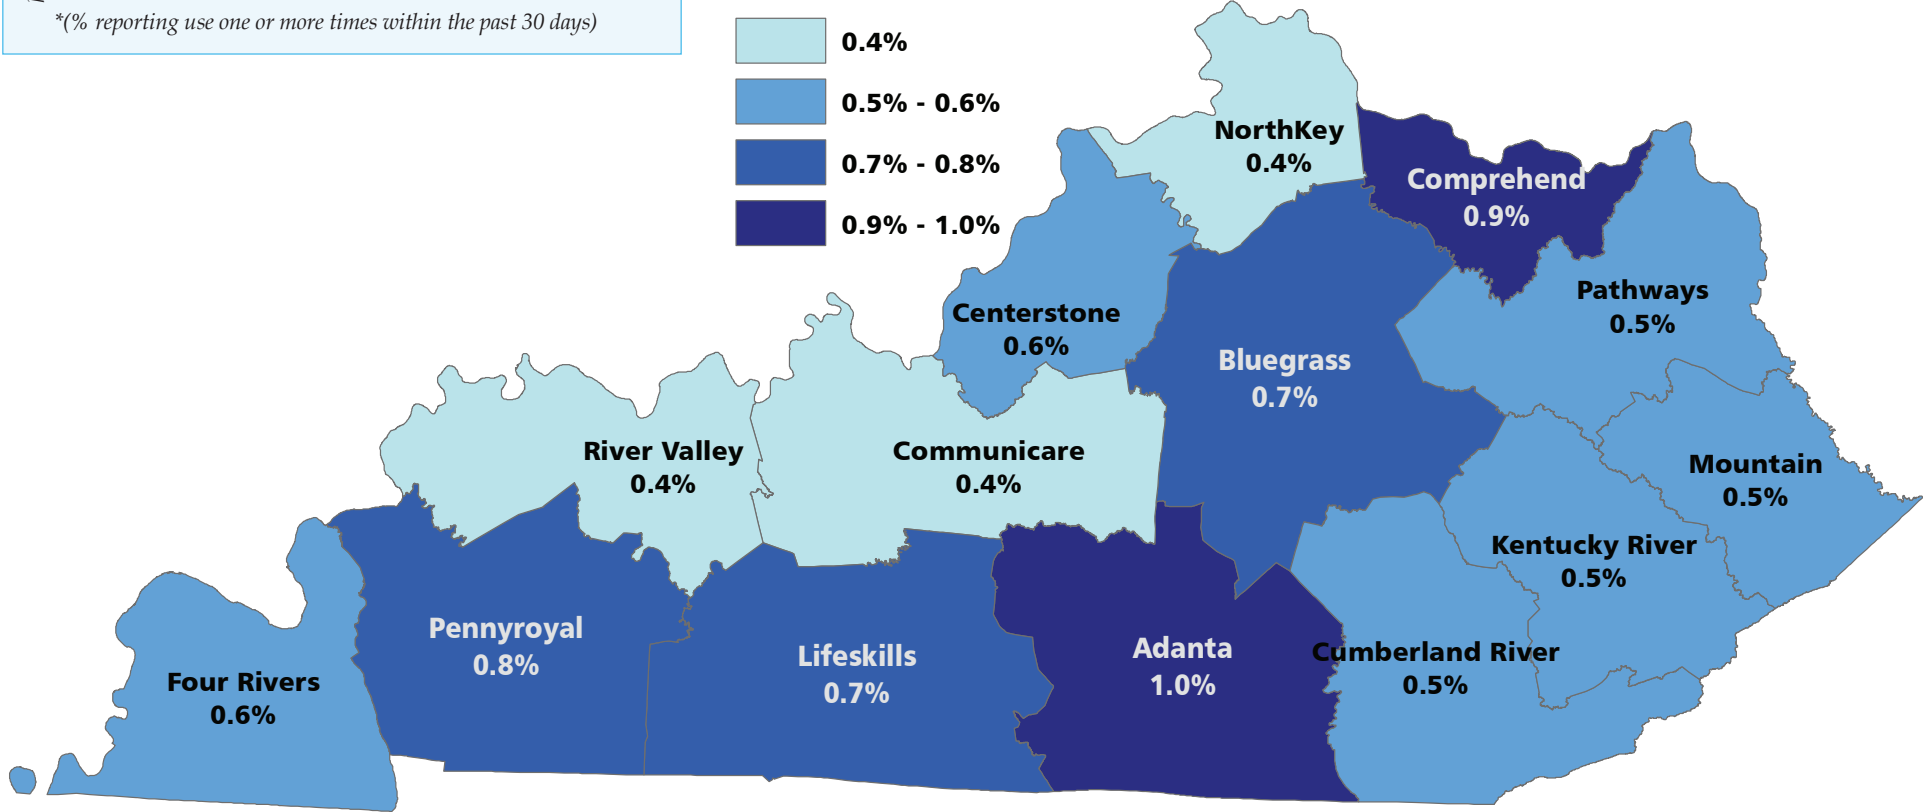 *(% reporting use one or more times within the past 30 days)
0.4%
0.5% - 0.6%
0.7% - 0.8%
0.9% - 1.0%
NorthKey
0.4%
Comprehend
0.9%
Pathways
0.5%
Centerstone
0.6%
Bluegrass
0.7%
River Valley
0.4%
Communicare
0.4%
Mountain
0.5%
Kentucky River
0.5%
Pennyroyal
0.8%
Lifeskills
0.7%
Adanta
1.0%
Cumberland River
0.5%
Four Rivers
0.6%